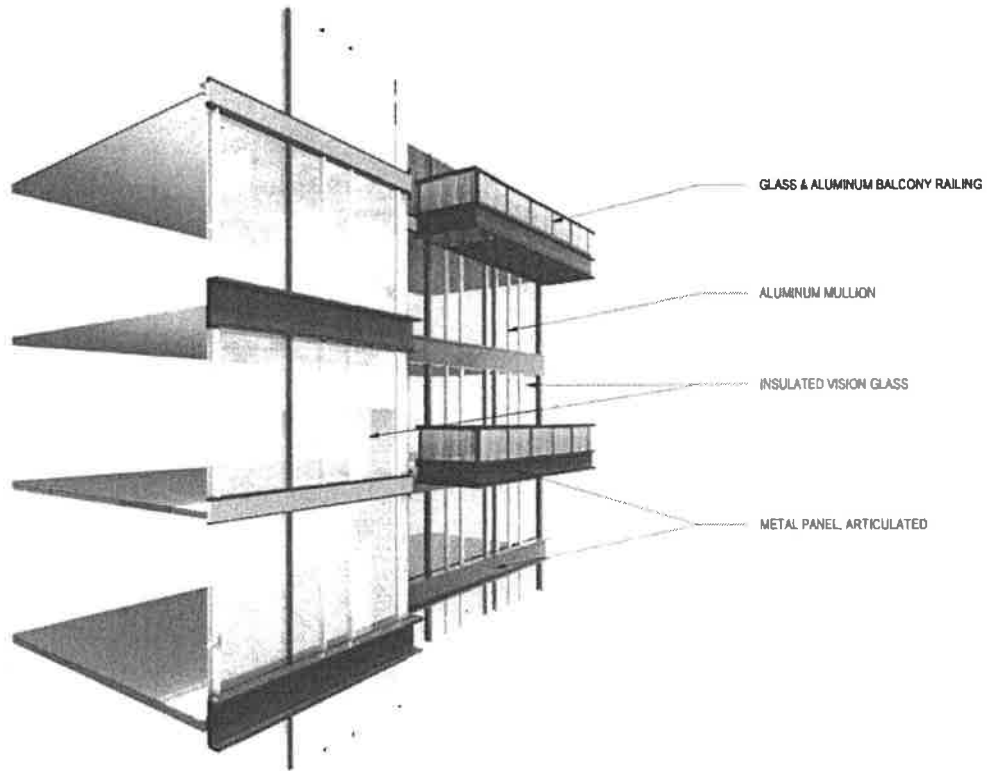 GLASS & ALUMINUM BALCONY RAILING
ALUMINUM MULLION
INSULATED VISION GLASS
METAL PANEL, ARTICULATED